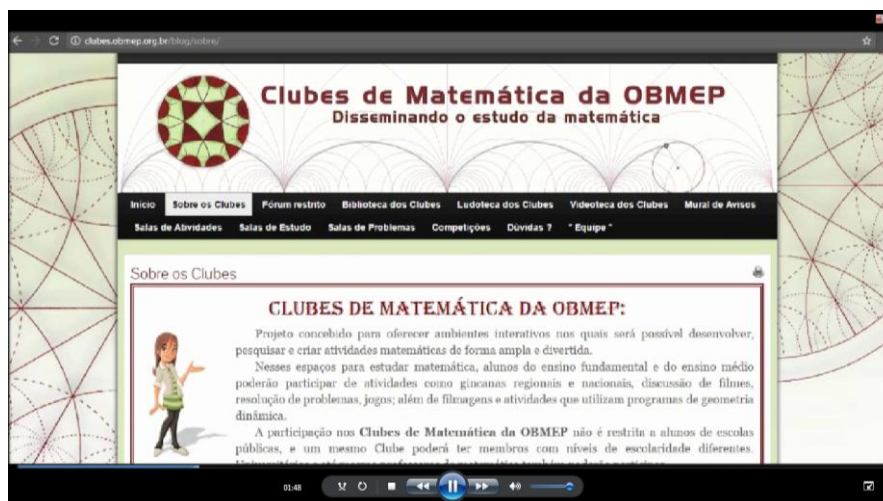 clubes.obmep.org.br/blog/sobre/
Clubes de Matemática da OBMEP
Disseminando o estudo da matemática
Início Sobre os Clubes Fórum restrito Biblioteca dos Clubes Ludoteca dos Clubes Videoteca dos Clubes Mural de Avisos
Salas de Atividades Salas de Estudo Salas de Problemas Competições Dúvidas ? * Equipe *
Sobre os Clubes
CLUBES DE MATEMÁTICA DA OBMEP:
Projeto concebido para oferecer ambientes interativos nos quais será possível desenvolver,
pesquisar e criar atividades matemáticas de forma ampla e divertida.
Nesses espaços para estudar matemática, alunos do ensino fundamental e do ensino médio
poderão participar de atividades como gincanas regionais e nacionais, discussão de filmes,
resolução de problemas, jogos; além de filmagens e atividades que utilizam programas de geometria
dinâmica.
A participação nos Clubes de Matemática da OBMEP não é restrita a alunos de escolas
públicas, e um mesmo Clube poderá ter membros com níveis de escolaridade diferentes.
01:48